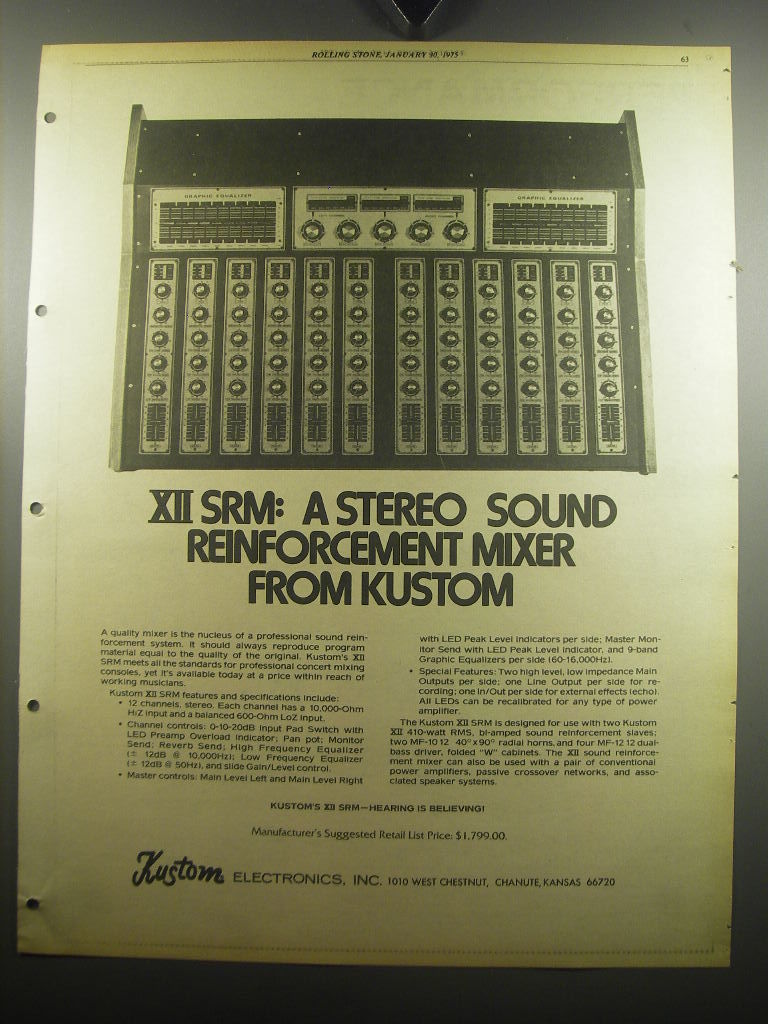 ROLLING STONE, JANUARY 30, 1975
63
GRAPHIC EQUALIZER
GRAPHIC EQUALIZER
XII SRM: A STEREO SOUND
REINFORCEMENT MIXER
FROM KUSTOM
A quality mixer is the nucleus of a professional sound rein-
forcement system. It should always reproduce program
material equal to the quality of the original. Kustom's XII
SRM meets all the standards for professional concert mixing
consoles, yet it's available today at a price within reach of
working musicians.
Kustom XII SRM features and specifications include:
• 12 channels, stereo. Each channel has a 10,000-Ohm
HiZ input and a balanced 600-Ohm LoZ input.
• Channel controls: 0-10-20dB Input Pad Switch with
LED Preamp Overload Indicator; Pan pot; Monitor
Send; Reverb Send; High Frequency Equalizer
(± 12dB @ 10,000Hz); Low Frequency Equalizer
(± 12dB @ 50Hz), and slide Gain/Level control.
• Master controls: Main Level Left and Main Level Right
with LED Peak Level indicators per side; Master Mon-
itor Send with LED Peak Level indicator, and 9-band
Graphic Equalizers per side (60-16,000Hz).
• Special Features: Two high level, low impedance Main
Outputs per side; one Line Output per side for re-
cording; one In/Out per side for external effects (echo).
All LEDs can be recalibrated for any type of power
amplifier.
The Kustom XII SRM is designed for use with two Kustom
XII 410-watt RMS, bi-amped sound reinforcement slaves;
two MF-10 12 40°x90° radial horns, and four MF-12 12 dual-
bass driver, folded "W" cabinets. The XII sound reinforce-
ment mixer can also be used with a pair of conventional
power amplifiers, passive crossover networks, and asso-
ciated speaker systems.
KUSTOM'S XII SRM—HEARING IS BELIEVING!
Manufacturer's Suggested Retail List Price: $1,799.00.
Kustom ELECTRONICS, INC. 1010 WEST CHESTNUT, CHANUTE, KANSAS 66720